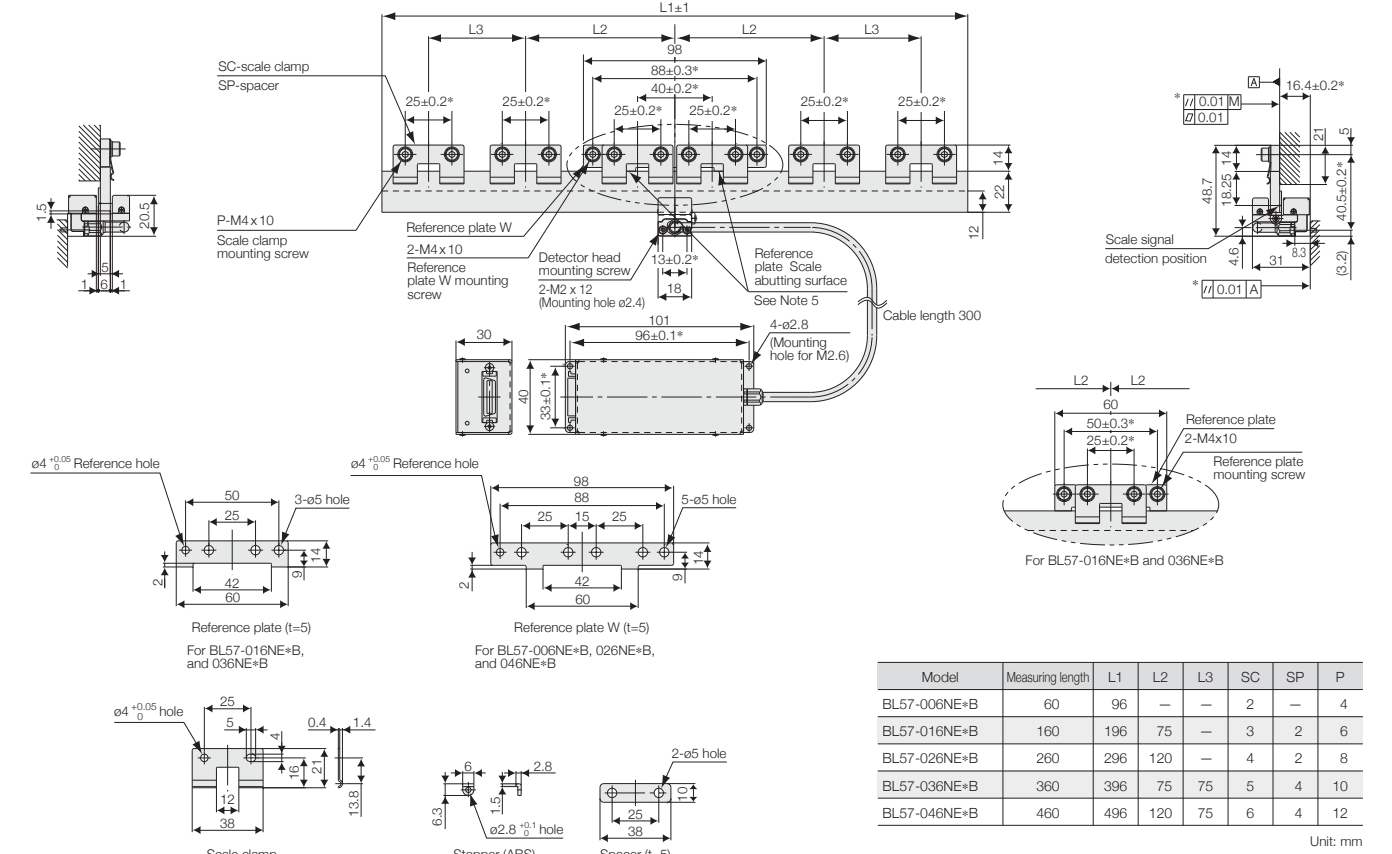 L1±1
L3
L2
L2
L3
98
88±0.3*
40±0.2*
SC-scale clamp
SP-spacer
25±0.2*
25±0.2*
25±0.2*
25±0.2*
25±0.2*
25±0.2*
14
22
12
P-M4 x 10
Scale clamp
mounting screw
Reference plate W
2-M4 x 10
Reference
plate W mounting
screw
Detector head
mounting screw
2-M2 x 12
(Mounting hole ø2.4)
13±0.2*
18
Reference
plate Scale
abutting surface
See Note 5
Cable length 300
1.5
20.5
5
1
6
1
A
16.4±0.2*
* // 0.01 M
0.01
5
21
14
18.25
48.7
40.5±0.2*
Scale signal
detection position
4.6
8.3
31
(3.2)
* // 0.01 A
30
101
96±0.1*
40
33±0.1*
4-ø2.8
(Mounting
hole for M2.6)
L2
L2
60
50±0.3*
25±0.2*
Reference plate
2-M4x10
Reference plate
mounting screw
For BL57-016NE*B and 036NE*B
ø4 +0.05 0 Reference hole
50
25
3-ø5 hole
2
14
9
42
60
Reference plate (t=5)
For BL57-016NE*B,
and 036NE*B
ø4 +0.05 0 Reference hole
98
88
25 15 25
5-ø5 hole
2
14
9
42
60
Reference plate W (t=5)
For BL57-006NE*B, 026NE*B,
and 046NE*B
ø4 +0.05 0 hole
25
5
4
0.4
1.4
16
21
12
38
13.8
Scale clamp
6
2.8
6.3
1.5
ø2.8 +0.1 0 hole
Stopper (ABS)
2-ø5 hole
10
25
38
Spacer (t=5)
Model Measuring length L1 L2 L3 SC SP P
BL57-006NE*B 60 96 – – 2 – 4
BL57-016NE*B 160 196 75 – 3 2 6
BL57-026NE*B 260 296 120 – 4 2 8
BL57-036NE*B 360 396 75 75 5 4 10
BL57-046NE*B 460 496 120 75 6 4 12
Unit: mm